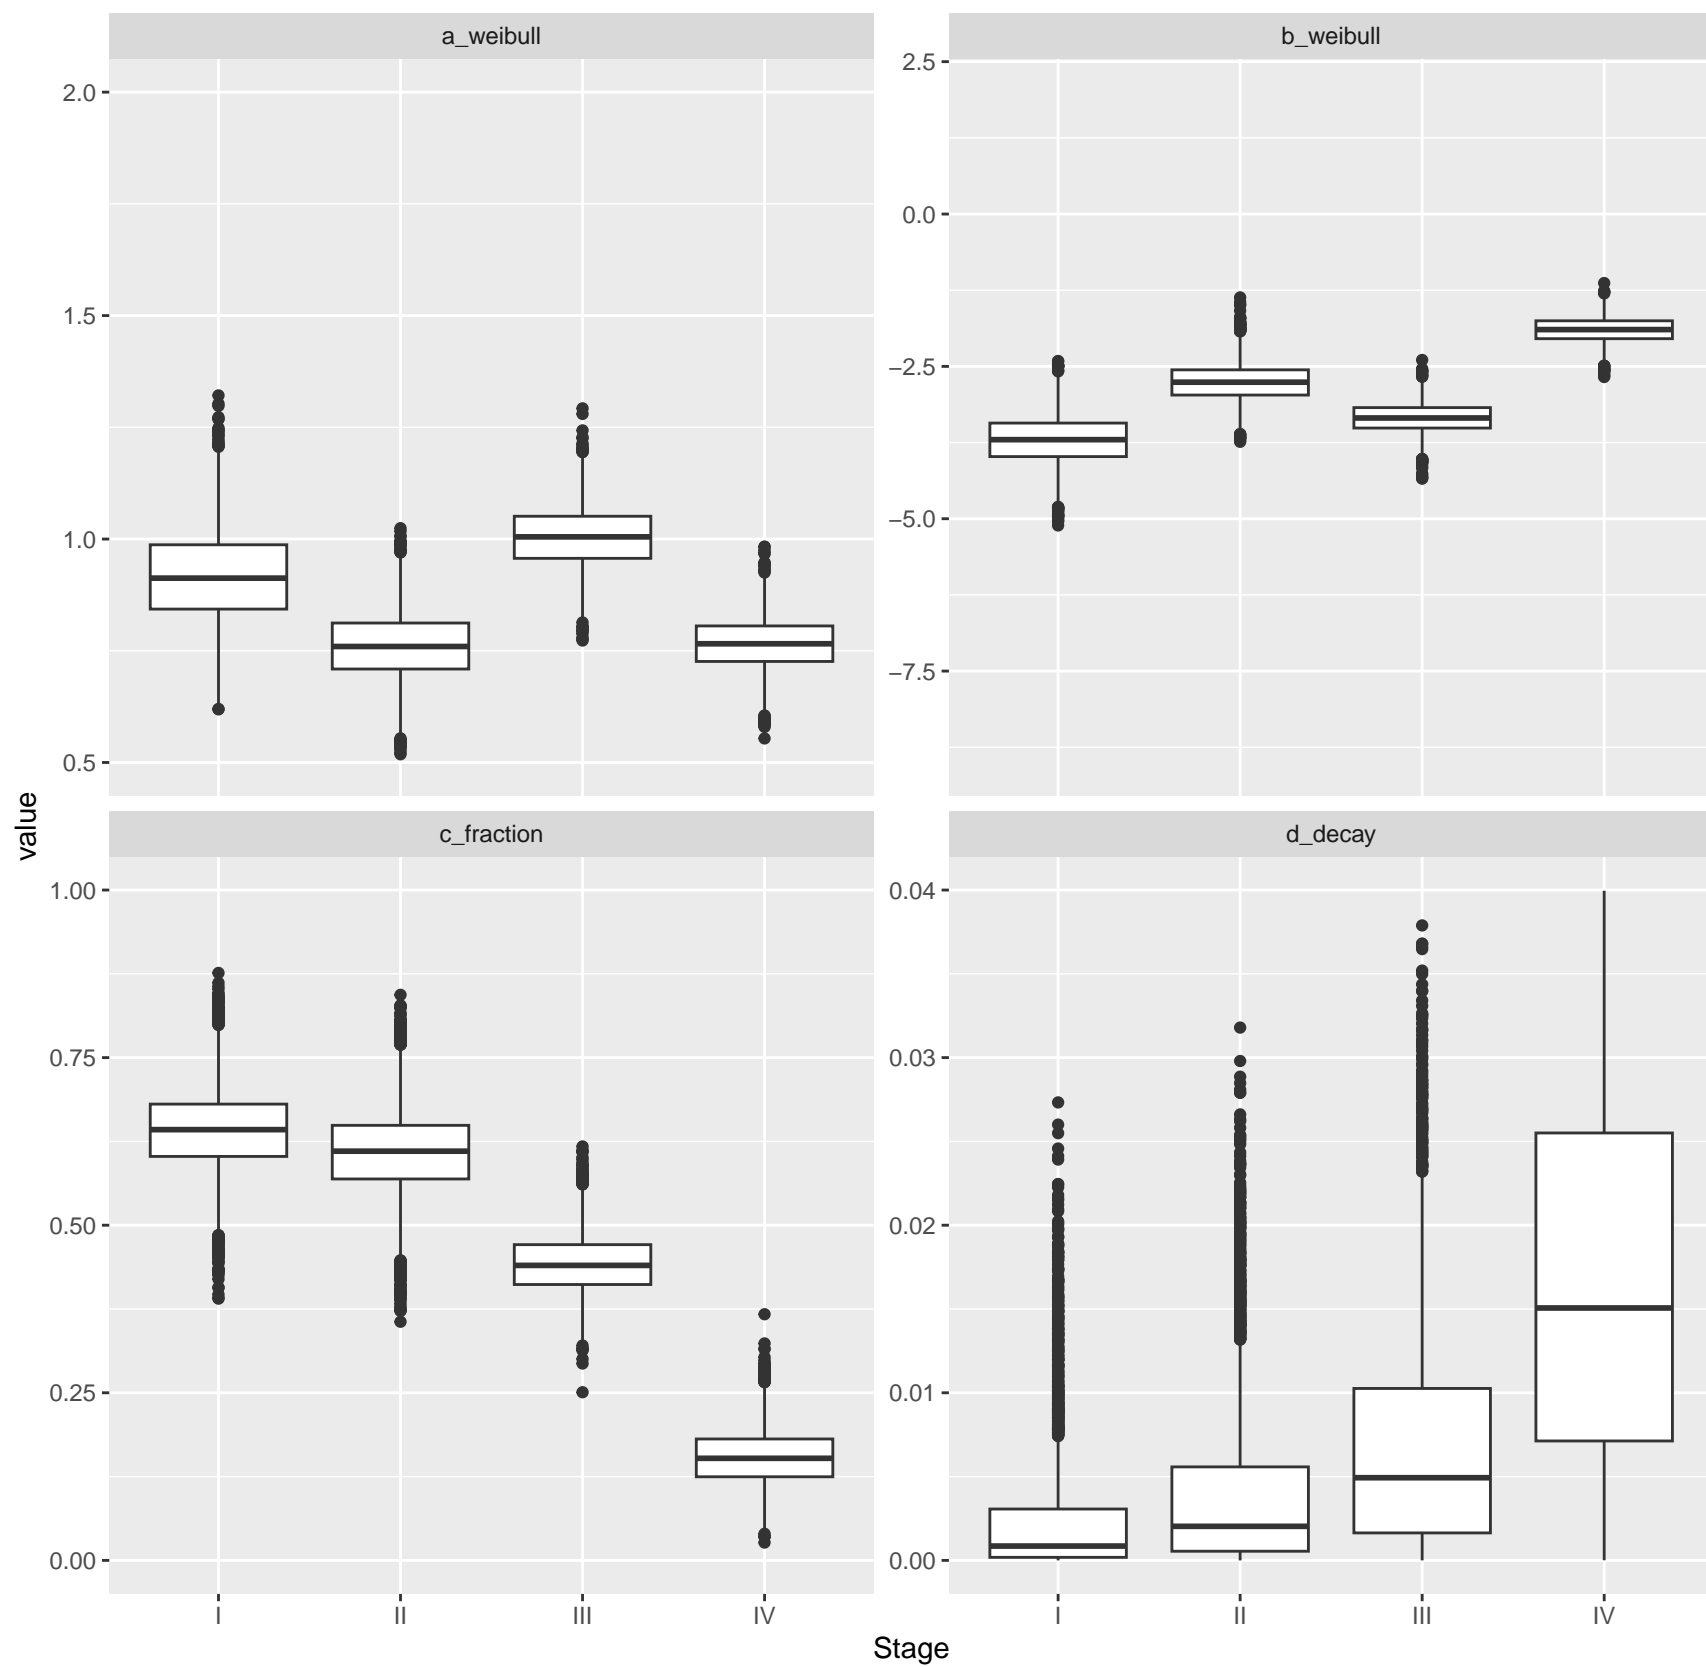 a_weibull
b_weibull
2.0
1.5
1.0
0.5
2.5
0.0
−2.5
−5.0
−7.5
value
c_fraction
d_decay
1.00
0.75
0.50
0.25
0.00
0.04
0.03
0.02
0.01
0.00
I II III IV
I II III IV
Stage